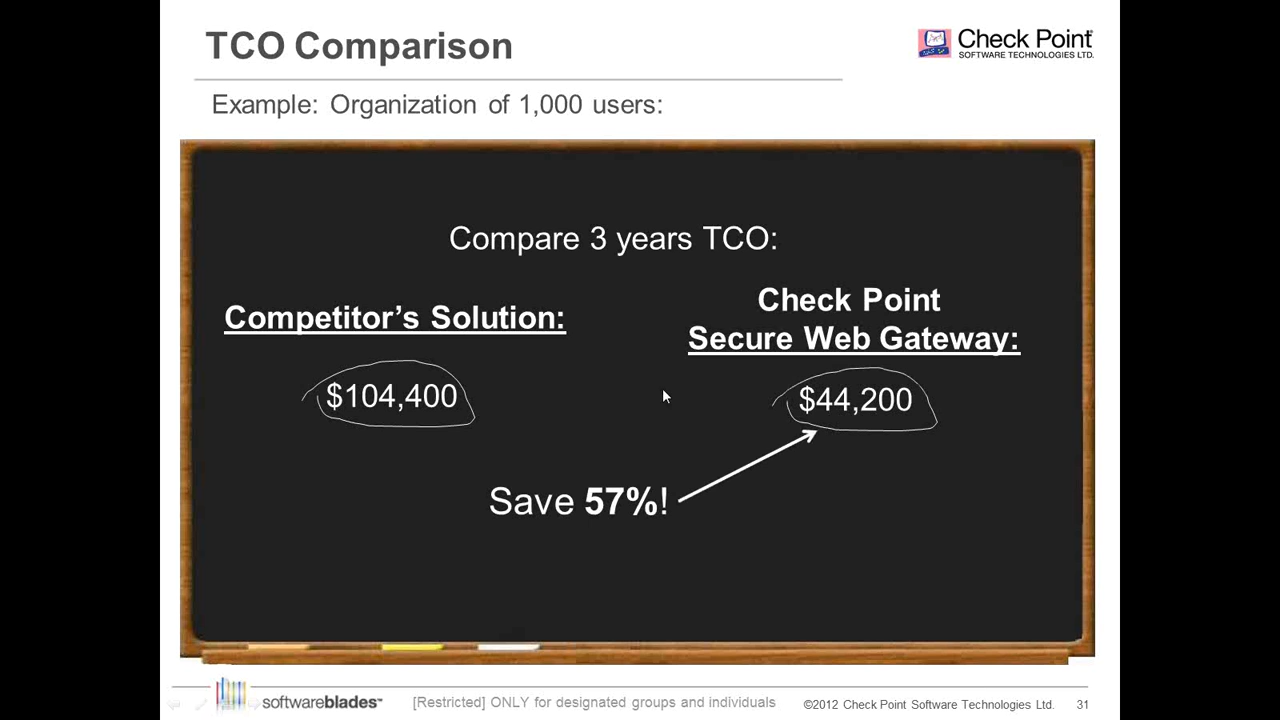 TCO Comparison
Check Point
SOFTWARE TECHNOLOGIES LTD.
Example: Organization of 1,000 users:
Compare 3 years TCO:
Competitor's Solution:
$104,400
Check Point
Secure Web Gateway:
$44,200
Save 57%!
softwareblades™
[Restricted] ONLY for designated groups and individuals
©2012 Check Point Software Technologies Ltd.
31